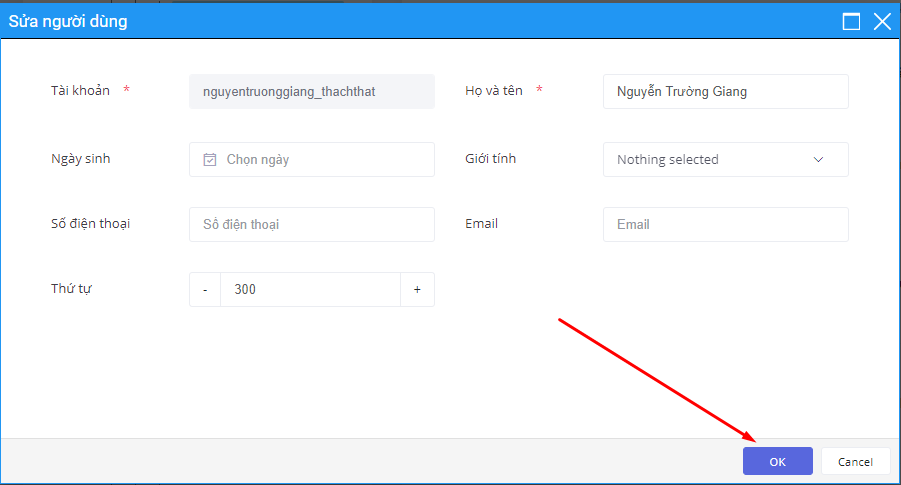 Sửa người dùng
Tài khoản * nguyentruonggiang_thachthat Họ và tên * Nguyễn Trường Giang
Ngày sinh Chọn ngày Giới tính Nothing selected
Số điện thoại Số điện thoại Email Email
Thứ tự - 300 +
OK Cancel